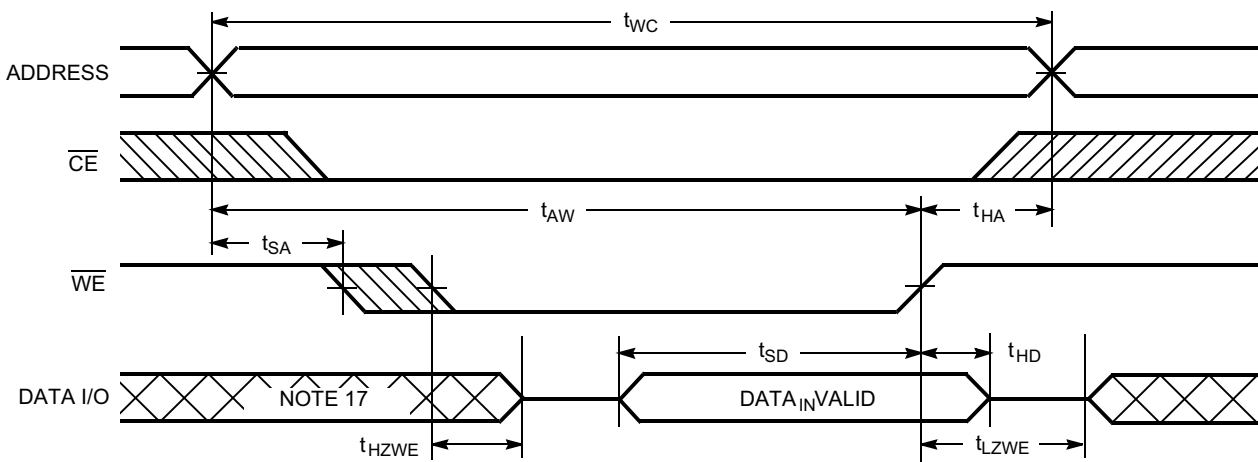 tWC
ADDRESS
CE
tAW
tHA
tSA
WE
tSD
tHD
DATA I/O
NOTE 17
DATAINVALID
tHZWE
tLZWE